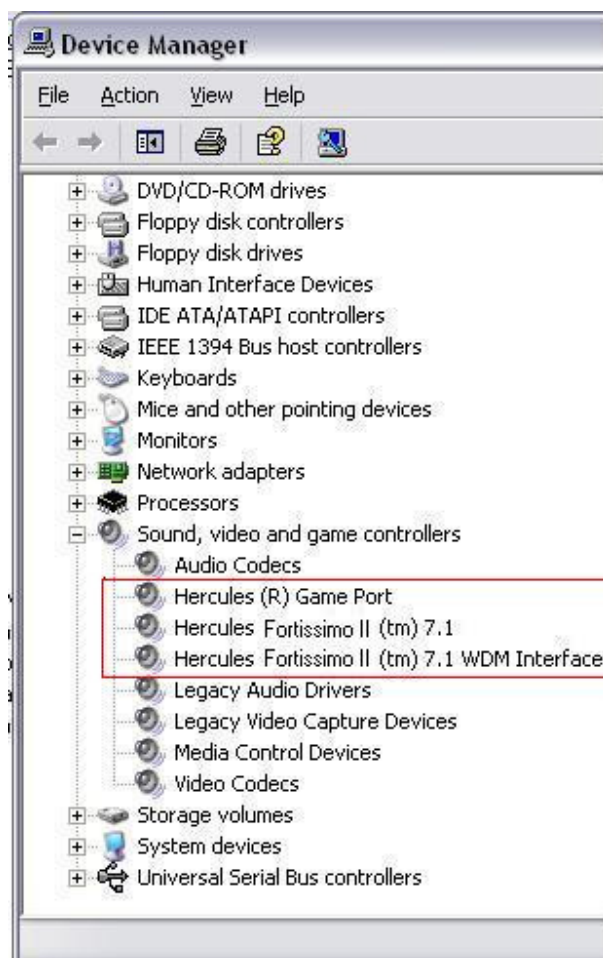 Device Manager
File Action View Help
DVD/CD-ROM drives
Floppy disk controllers
Floppy disk drives
Human Interface Devices
IDE ATA/ATAPI controllers
IEEE 1394 Bus host controllers
Keyboards
Mice and other pointing devices
Monitors
Network adapters
Processors
Sound, video and game controllers
Audio Codecs
Hercules (R) Game Port
Hercules Fortissimo II (tm) 7.1
Hercules Fortissimo II (tm) 7.1 WDM Interface
Legacy Audio Drivers
Legacy Video Capture Devices
Media Control Devices
Video Codecs
Storage volumes
System devices
Universal Serial Bus controllers